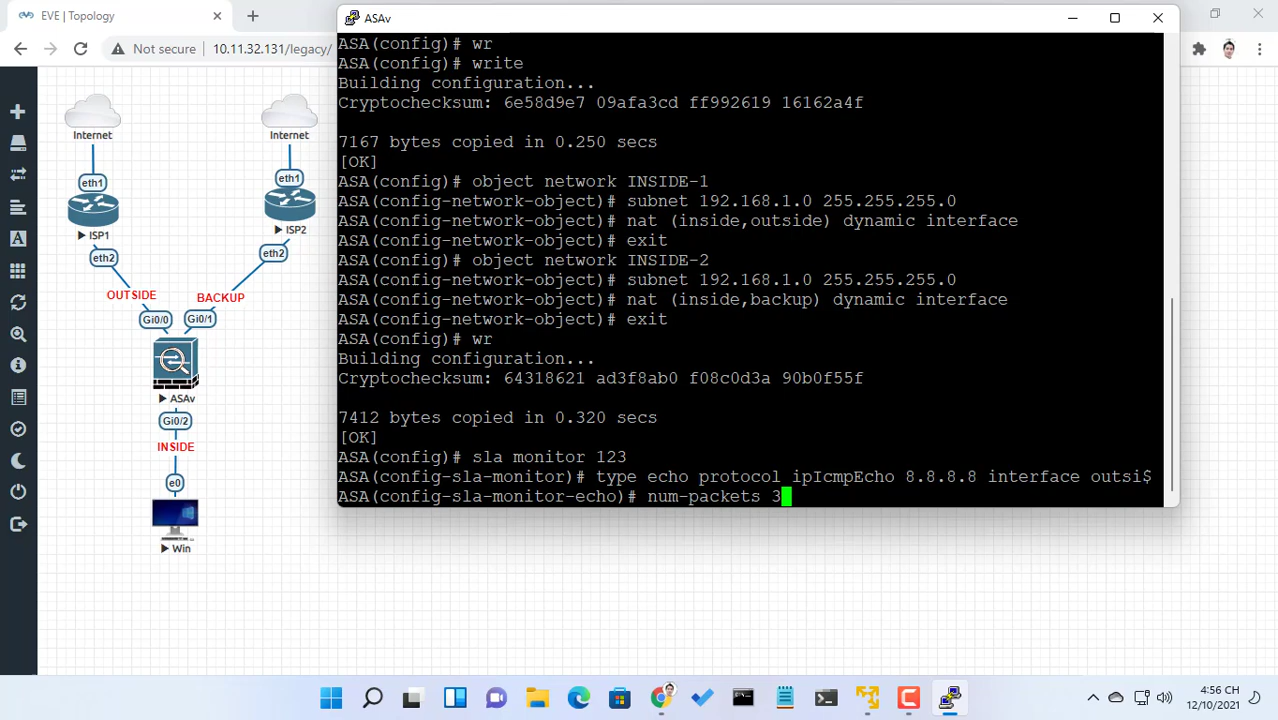 EVE | Topology
Not secure
10.11.32.131/legacy/
Internet
Internet
eth1
eth1
ISP1
ISP2
eth2
eth2
OUTSIDE
BACKUP
Gi0/0
Gi0/1
ASAv
Gi0/2
INSIDE
e0
Win
ASAv
ASA(config)# wr
ASA(config)# write
Building configuration...
Cryptochecksum: 6e58d9e7 09afa3cd ff992619 16162a4f
7167 bytes copied in 0.250 secs
[OK]
ASA(config)# object network INSIDE-1
ASA(config-network-object)# subnet 192.168.1.0 255.255.255.0
ASA(config-network-object)# nat (inside,outside) dynamic interface
ASA(config-network-object)# exit
ASA(config)# object network INSIDE-2
ASA(config-network-object)# subnet 192.168.1.0 255.255.255.0
ASA(config-network-object)# nat (inside,backup) dynamic interface
ASA(config-network-object)# exit
ASA(config)# wr
Building configuration...
Cryptochecksum: 64318621 ad3f8ab0 f08c0d3a 90b0f55f
7412 bytes copied in 0.320 secs
[OK]
ASA(config)# sla monitor 123
ASA(config-sla-monitor)# type echo protocol ipIcmpEcho 8.8.8.8 interface outsi$
ASA(config-sla-monitor-echo)# num-packets 3
4:56 CH
12/10/2021